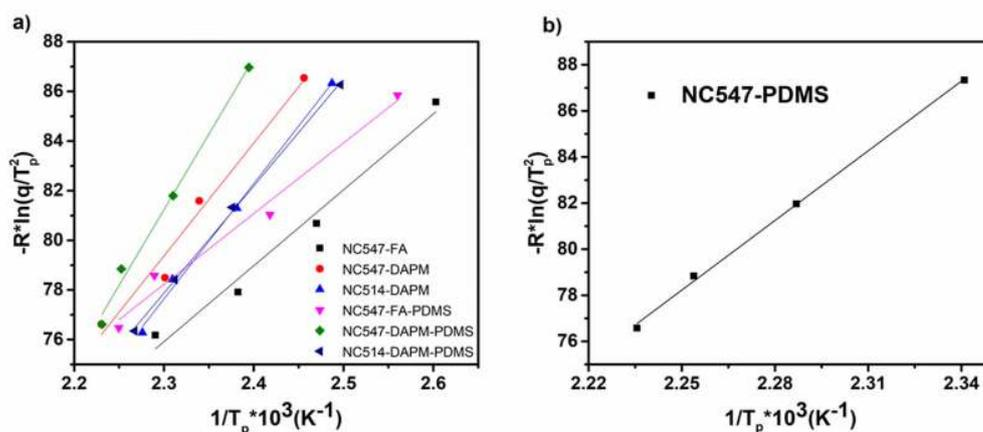 a)
-R*ln(q/T_p^2)
88
86
84
82
80
78
76
2.2
2.3
2.4
2.5
2.6
1/T_p*10^3(K^-1)
NC547-FA
NC547-DAPM
NC514-DAPM
NC547-FA-PDMS
NC547-DAPM-PDMS
NC514-DAPM-PDMS
b)
-R*ln(q/T_p^2)
88
86
84
82
80
78
76
2.22
2.25
2.28
2.31
2.34
1/T_p*10^3(K^-1)
NC547-PDMS